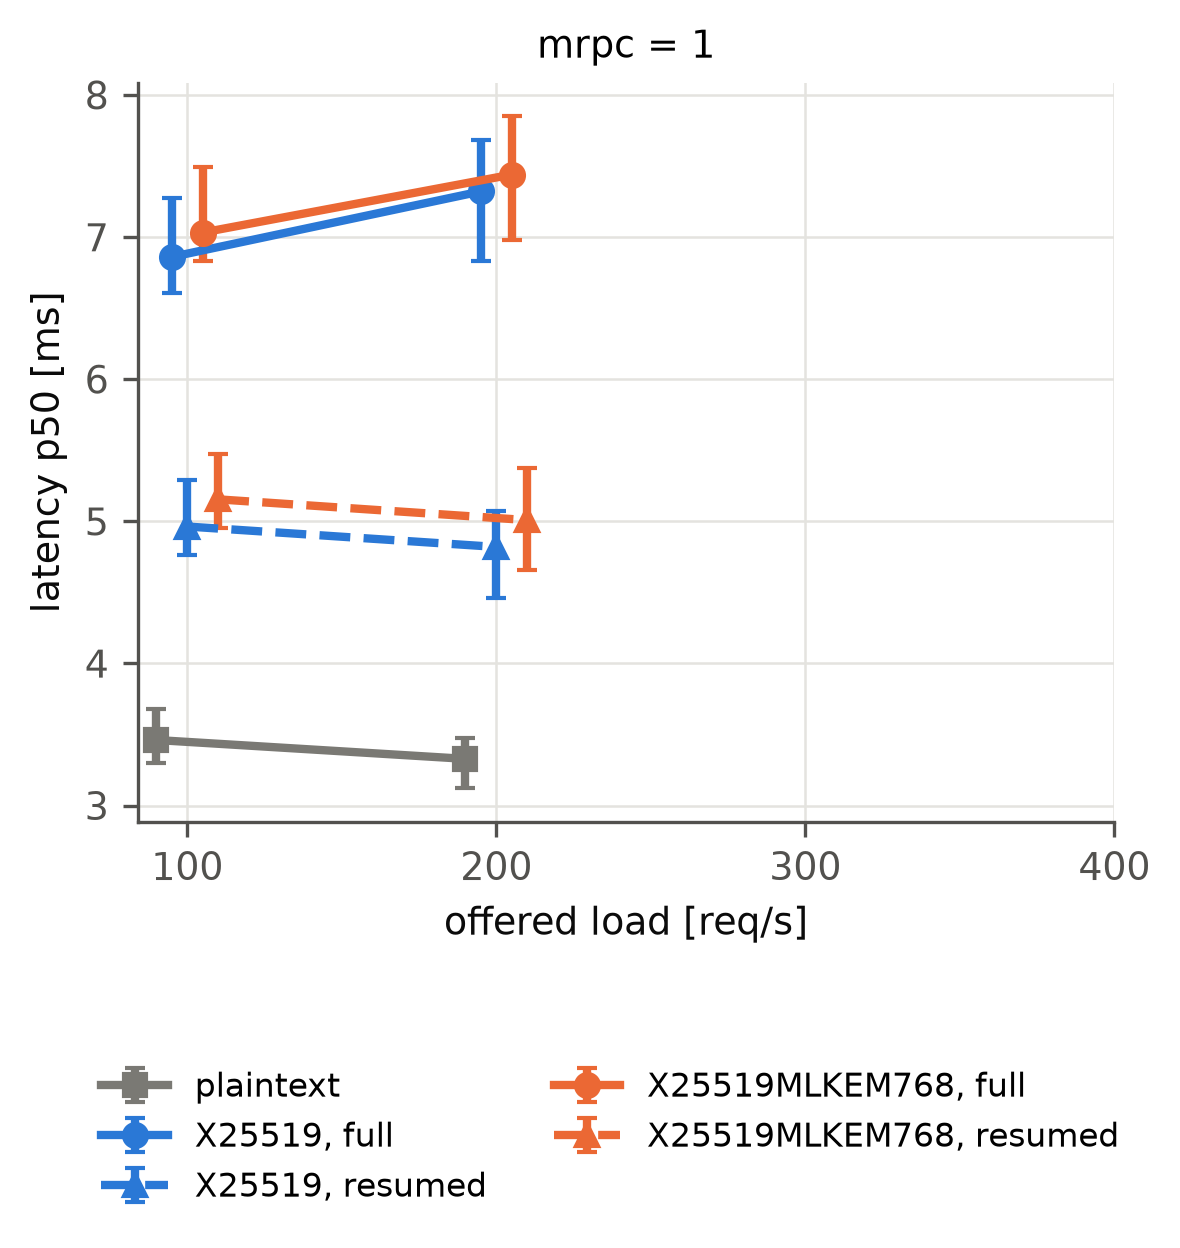 mrpc = 1
latency p50 [ms]
8
7
6
5
4
3
100 200 300 400
offered load [req/s]
plaintext
X25519, full
X25519, resumed
X25519MLKEM768, full
X25519MLKEM768, resumed